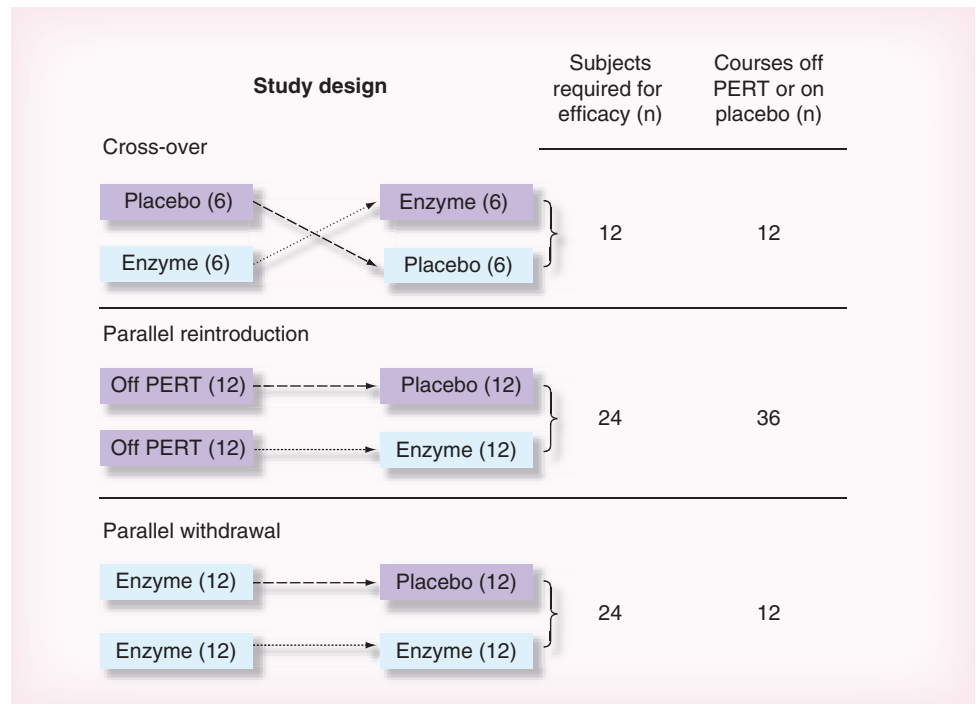 Study design
Subjects
required for
efficacy (n)
Courses off
PERT or on
placebo (n)
Cross-over
Placebo (6)
Enzyme (6)
Enzyme (6)
Placebo (6)
12
12
Parallel reintroduction
Off PERT (12)
Placebo (12)
Off PERT (12)
Enzyme (12)
24
36
Parallel withdrawal
Enzyme (12)
Placebo (12)
Enzyme (12)
Enzyme (12)
24
12